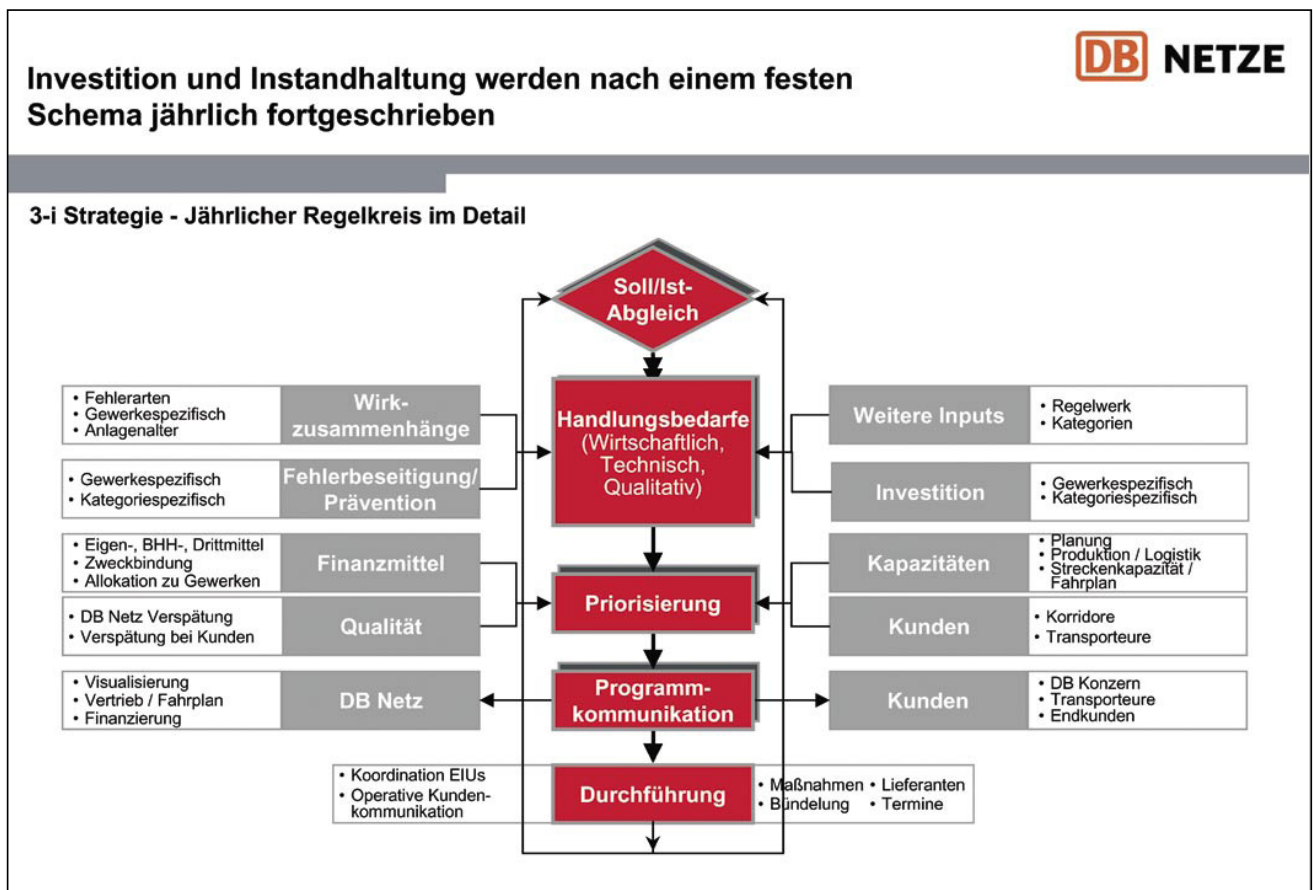 Investition und Instandhaltung werden nach einem festen
Schema jährlich fortgeschrieben
DB NETZE
3-i Strategie - Jährlicher Regelkreis im Detail
Soll/Ist-
Abgleich
• Fehlerarten
• Gewerkespezifisch
• Anlagenalter
Wirk-
zusammenhänge
Handlungsbedarfe
(Wirtschaftlich,
Technisch,
Qualitativ)
Weitere Inputs
• Regelwerk
• Kategorien
• Gewerkespezifisch
• Kategoriespezifisch
Fehlerbeseitigung/
Prävention
Investition
• Gewerkespezifisch
• Kategoriespezifisch
• Eigen-, BHH-, Drittmittel
• Zweckbindung
• Allokation zu Gewerken
Finanzmittel
Priorisierung
Kapazitäten
• Planung
• Produktion / Logistik
• Streckenkapazität /
Fahrplan
• DB Netz Verspätung
• Verspätung bei Kunden
Qualität
Kunden
• Korridore
• Transporteure
• Visualisierung
• Vertrieb / Fahrplan
• Finanzierung
DB Netz
Programm-
kommunikation
Kunden
• DB Konzern
• Transporteure
• Endkunden
• Koordination EIUs
• Operative Kunden-
kommunikation
Durchführung
• Maßnahmen • Lieferanten
• Bündelung • Termine